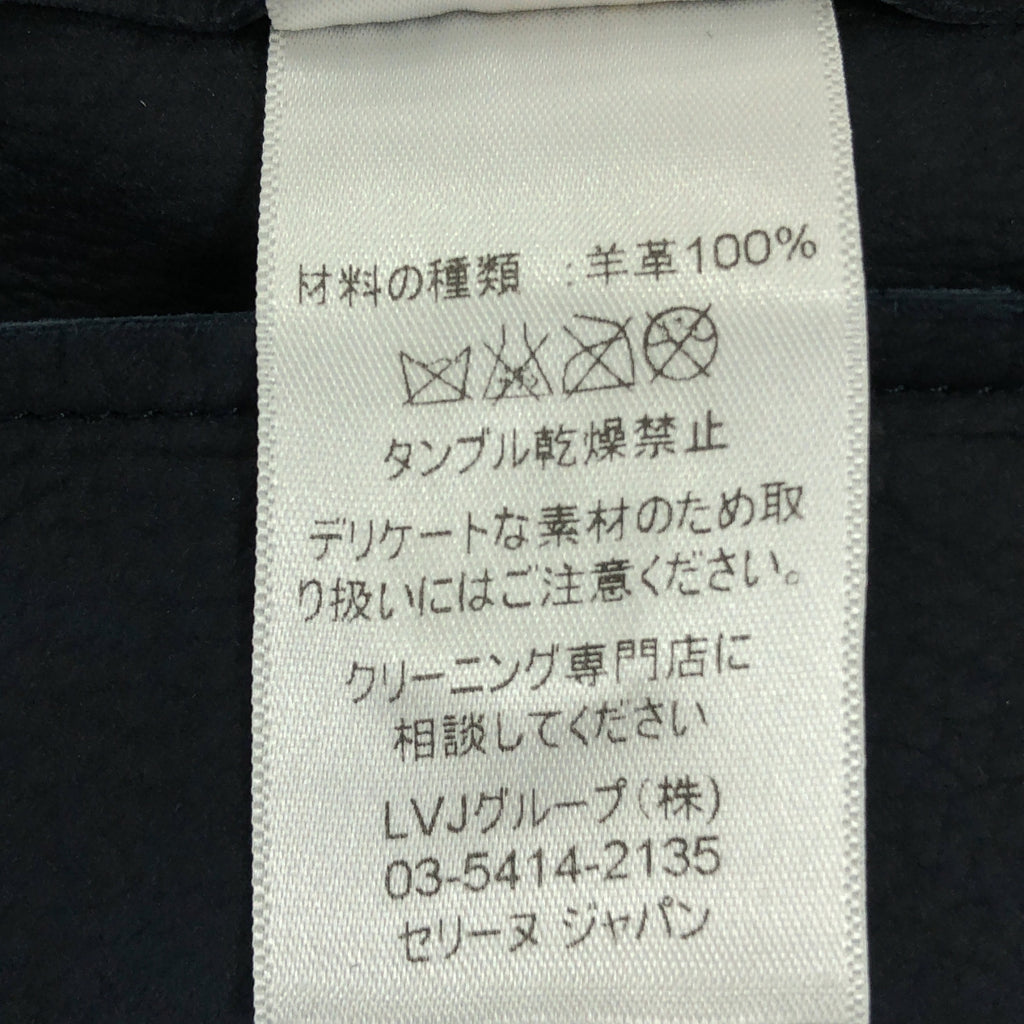 材料の種類 :羊革100%
タンブル乾燥禁止
デリケートな素材のため取
り扱いにはご注意ください。
クリーニング専門店に
相談してください
LVJグループ(株)
03-5414-2135
セリーヌ ジャパン